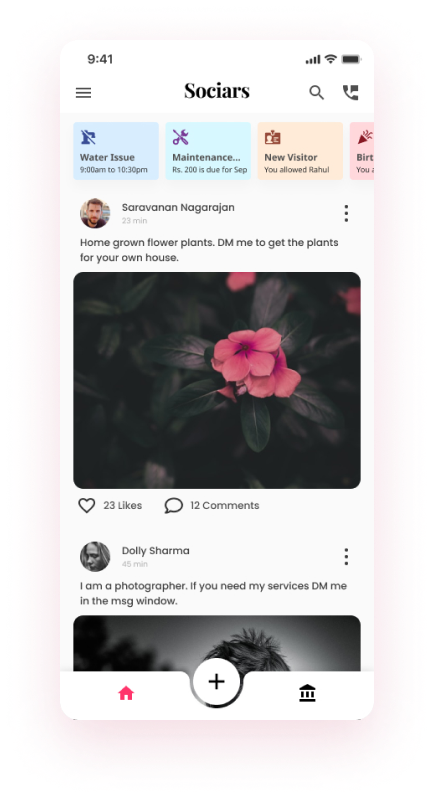 9:41
Sociars
Water Issue
9:00am to 10:30pm
Maintenance...
Rs. 200 is due for Sep
New Visitor
You allowed Rahul
Birt
You a
Saravanan Nagarajan
23 min
Home grown flower plants. DM me to get the plants
for your own house.
23 Likes
12 Comments
Dolly Sharma
45 min
I am a photographer. If you need my services DM me
in the msg window.